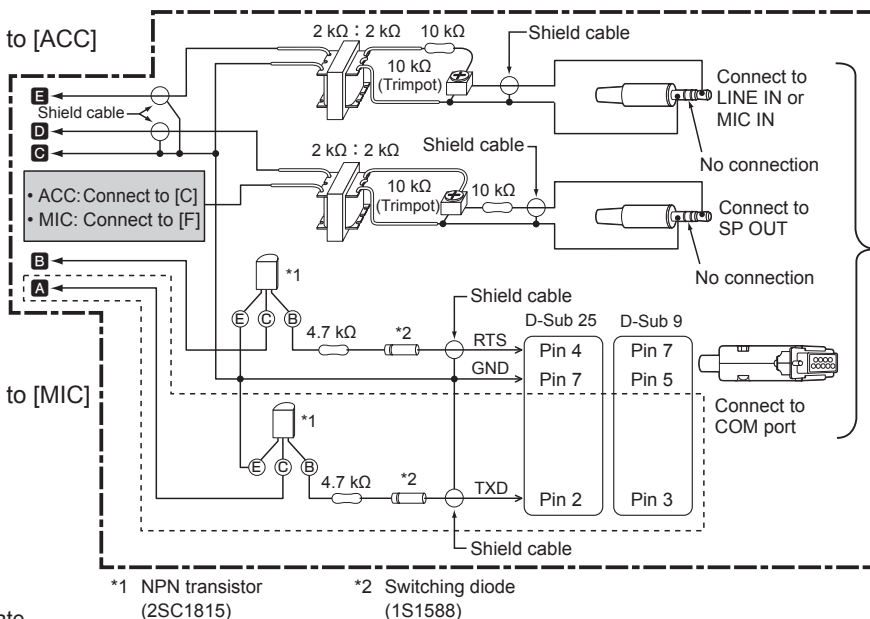 to [ACC]
2 kΩ : 2 kΩ
10 kΩ
Shield cable
10 kΩ
(Trimpot)
Connect to
LINE IN or
MIC IN
No connection
E
Shield cable
D
C
2 kΩ : 2 kΩ
Shield cable
10 kΩ
(Trimpot)
10 kΩ
Connect to
SP OUT
No connection
• ACC: Connect to [C]
• MIC: Connect to [F]
B
A
*1
E C B
4.7 kΩ
*2
Shield cable
RTS
GND
D-Sub 25
D-Sub 9
Pin 4
Pin 7
Pin 7
Pin 5
Connect to
COM port
to [MIC]
*1
E C B
4.7 kΩ
*2
TXD
Pin 2
Pin 3
Shield cable
*1 NPN transistor
(2SC1815)
*2 Switching diode
(1S1588)